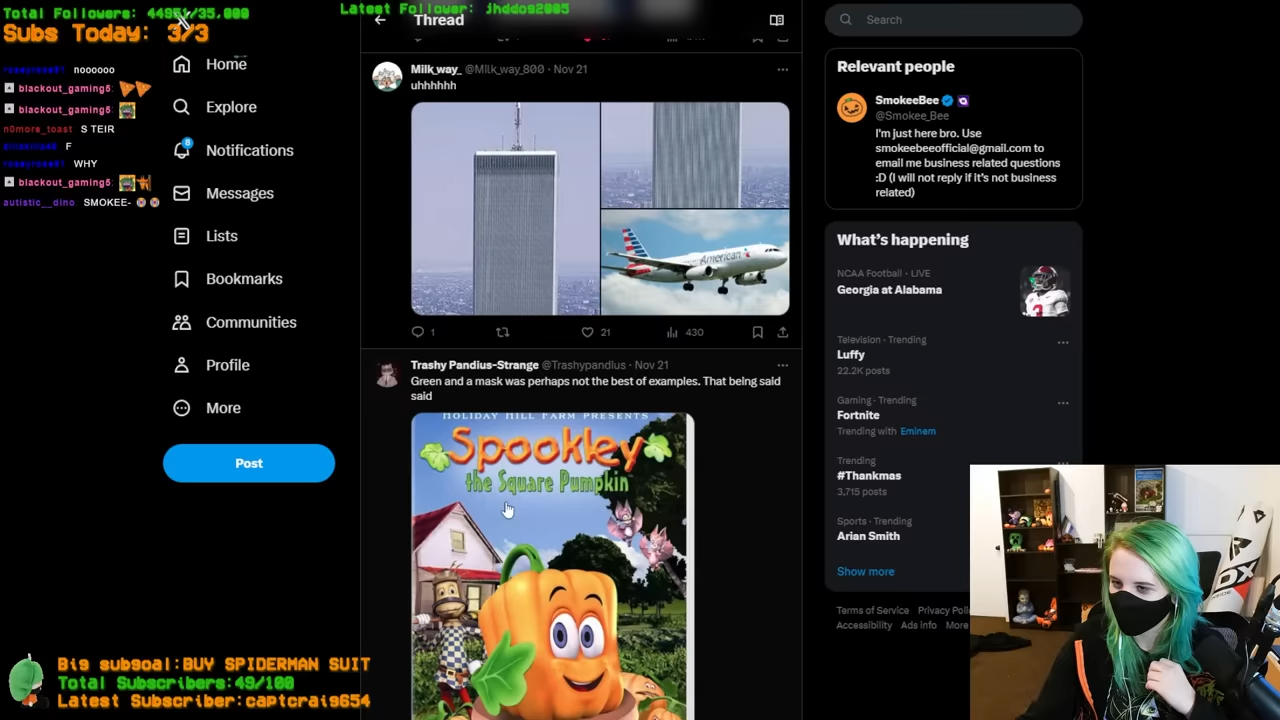 Total Followers: 44951/35,000
Latest Follower: jhddos2005
Subs Today: 3/3
noooooo
blackout_gaming5:
blackout_gaming5:
n0more_toast S TEIR
F
WHY
blackout_gaming5:
autistic__dino SMOKEE-
Home
Explore
8
Notifications
Messages
Lists
Bookmarks
Communities
Profile
More
Post
Big subgoal:BUY SPIDERMAN SUIT
Total Subscribers:49/100
Latest Subscriber:captcraig654
Thread
Milk_way_ @Milk_way_800 · Nov 21
uhhhhhh
American
1
21
430
Trashy Pandius-Strange @Trashypandius · Nov 21
Green and a mask was perhaps not the best of examples. That being said
said
HOLIDAY HILL FARM PRESENTS
Spookley
the Square Pumpkin
Search
Relevant people
SmokeeBee
@Smokee_Bee
I'm just here bro. Use
smokeebeeofficial@gmail.com to
email me business related questions
:D (I will not reply if it's not business
related)
What's happening
NCAA Football · LIVE
Georgia at Alabama
Television · Trending
Luffy
22.2K posts
Gaming · Trending
Fortnite
Trending with Eminem
Trending
#Thankmas
3,715 posts
Sports · Trending
Arian Smith
Show more
Terms of Service
Accessibility Ads info More